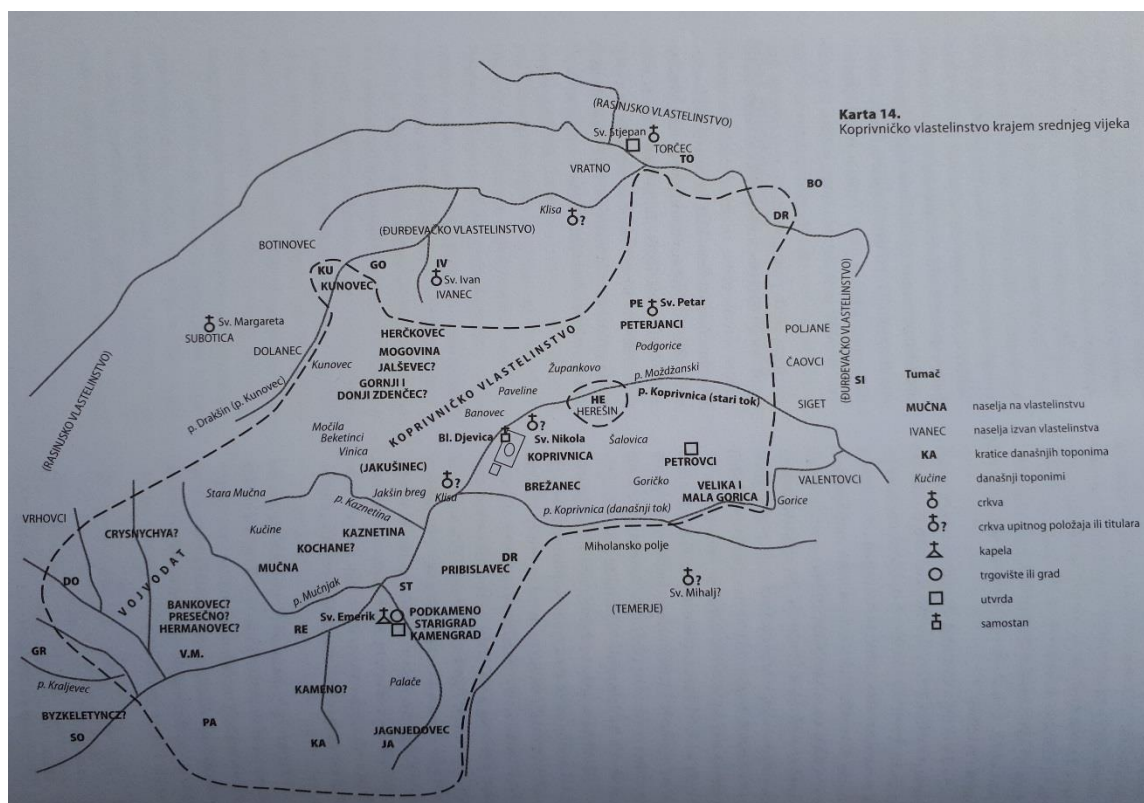 Karta 14.
Koprivničko vlastelinstvo krajem srednjeg vijeka
(RASINJSKO VLASTELINSTVO)
Sv. Stjepan
TORČEC
TO
VRATNO
BO
Klisa
?
DR
(ĐURĐEVAČKO VLASTELINSTVO)
BOTINOVEC
GO
KU
KUNOVEC
IV
Sv. Ivan
IVANEC
(ĐURĐEVAČKO VLASTELINSTVO)
PE
Sv. Petar
PETERJANCI
Sv. Margareta
SUBOTICA
DOLANEC
HERČKOVEC
MOGOVINA
JALŠEVEC?
GORNJI I
DONJI ZDENČEC?
Kunovec
KOPRIVNIČKO VLASTELINSTVO
Podgorice
POLJANE
ČAOVCI
SI
SIGET
(RASINJSKO VLASTELINSTVO)
p. Drakšin (p. Kunovec)
Župankovo
p. Moždžanski
Paveline
HE
HEREŠIN
p. Koprivnica (stari tok)
Banovec
?
Močila
Beketinci
Vinica
Bl. Djevica
Sv. Nikola
KOPRIVNICA
Šalovica
PETROVCI
(JAKUŠINEC)
?
Klisa
BREŽANEC
Goričko
VELIKA I
MALA GORICA
VALENTOVCI
Gorice
Stara Mučna
Jakšin breg
p. Kaznetina
p. Koprivnica (današnji tok)
VRHOVCI
CRYSNYCHYA?
Kučine
KAZNETINA
KOCHANE?
Miholansko polje
MUČNA
DR
PRIBISLAVEC
?
Sv. Mihalj?
(TEMERJE)
DO
VOJVODAT
p. Mučnjak
ST
BANKOVEC?
PRESEČNO?
HERMANOVEC?
Sv. Emerik
PODKAMENO
STARIGRAD
KAMENGRAD
RE
GR
V.M.
p. Kraljevec
KAMENO?
Palače
BYZKELETYNCZ?
SO
PA
KA
JAGNJEDOVEC
JA
Tumač
MUČNA naselja na vlastelinstvu
IVANEC naselja izvan vlastelinstva
KA kratice današnjih toponima
Kučine današnji toponimi
crkva
? crkva upitnog položaja ili titulara
kapela
trgovište ili grad
utvrda
samostan